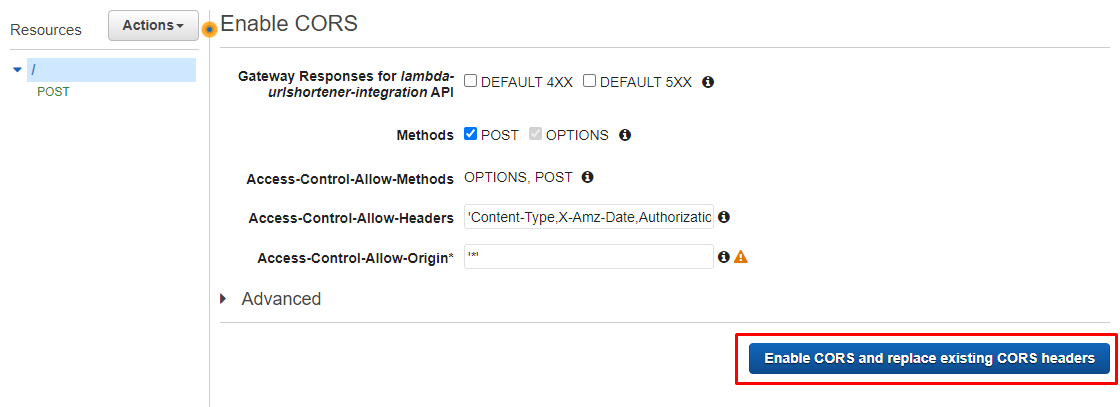 Resources
Actions
/
POST
Enable CORS
Gateway Responses for lambda-
urlshortener-integration API
DEFAULT 4XX
DEFAULT 5XX
Methods
POST
OPTIONS
Access-Control-Allow-Methods
OPTIONS, POST
Access-Control-Allow-Headers
'Content-Type,X-Amz-Date,Authorizatic
Access-Control-Allow-Origin*
'*'
Advanced
Enable CORS and replace existing CORS headers